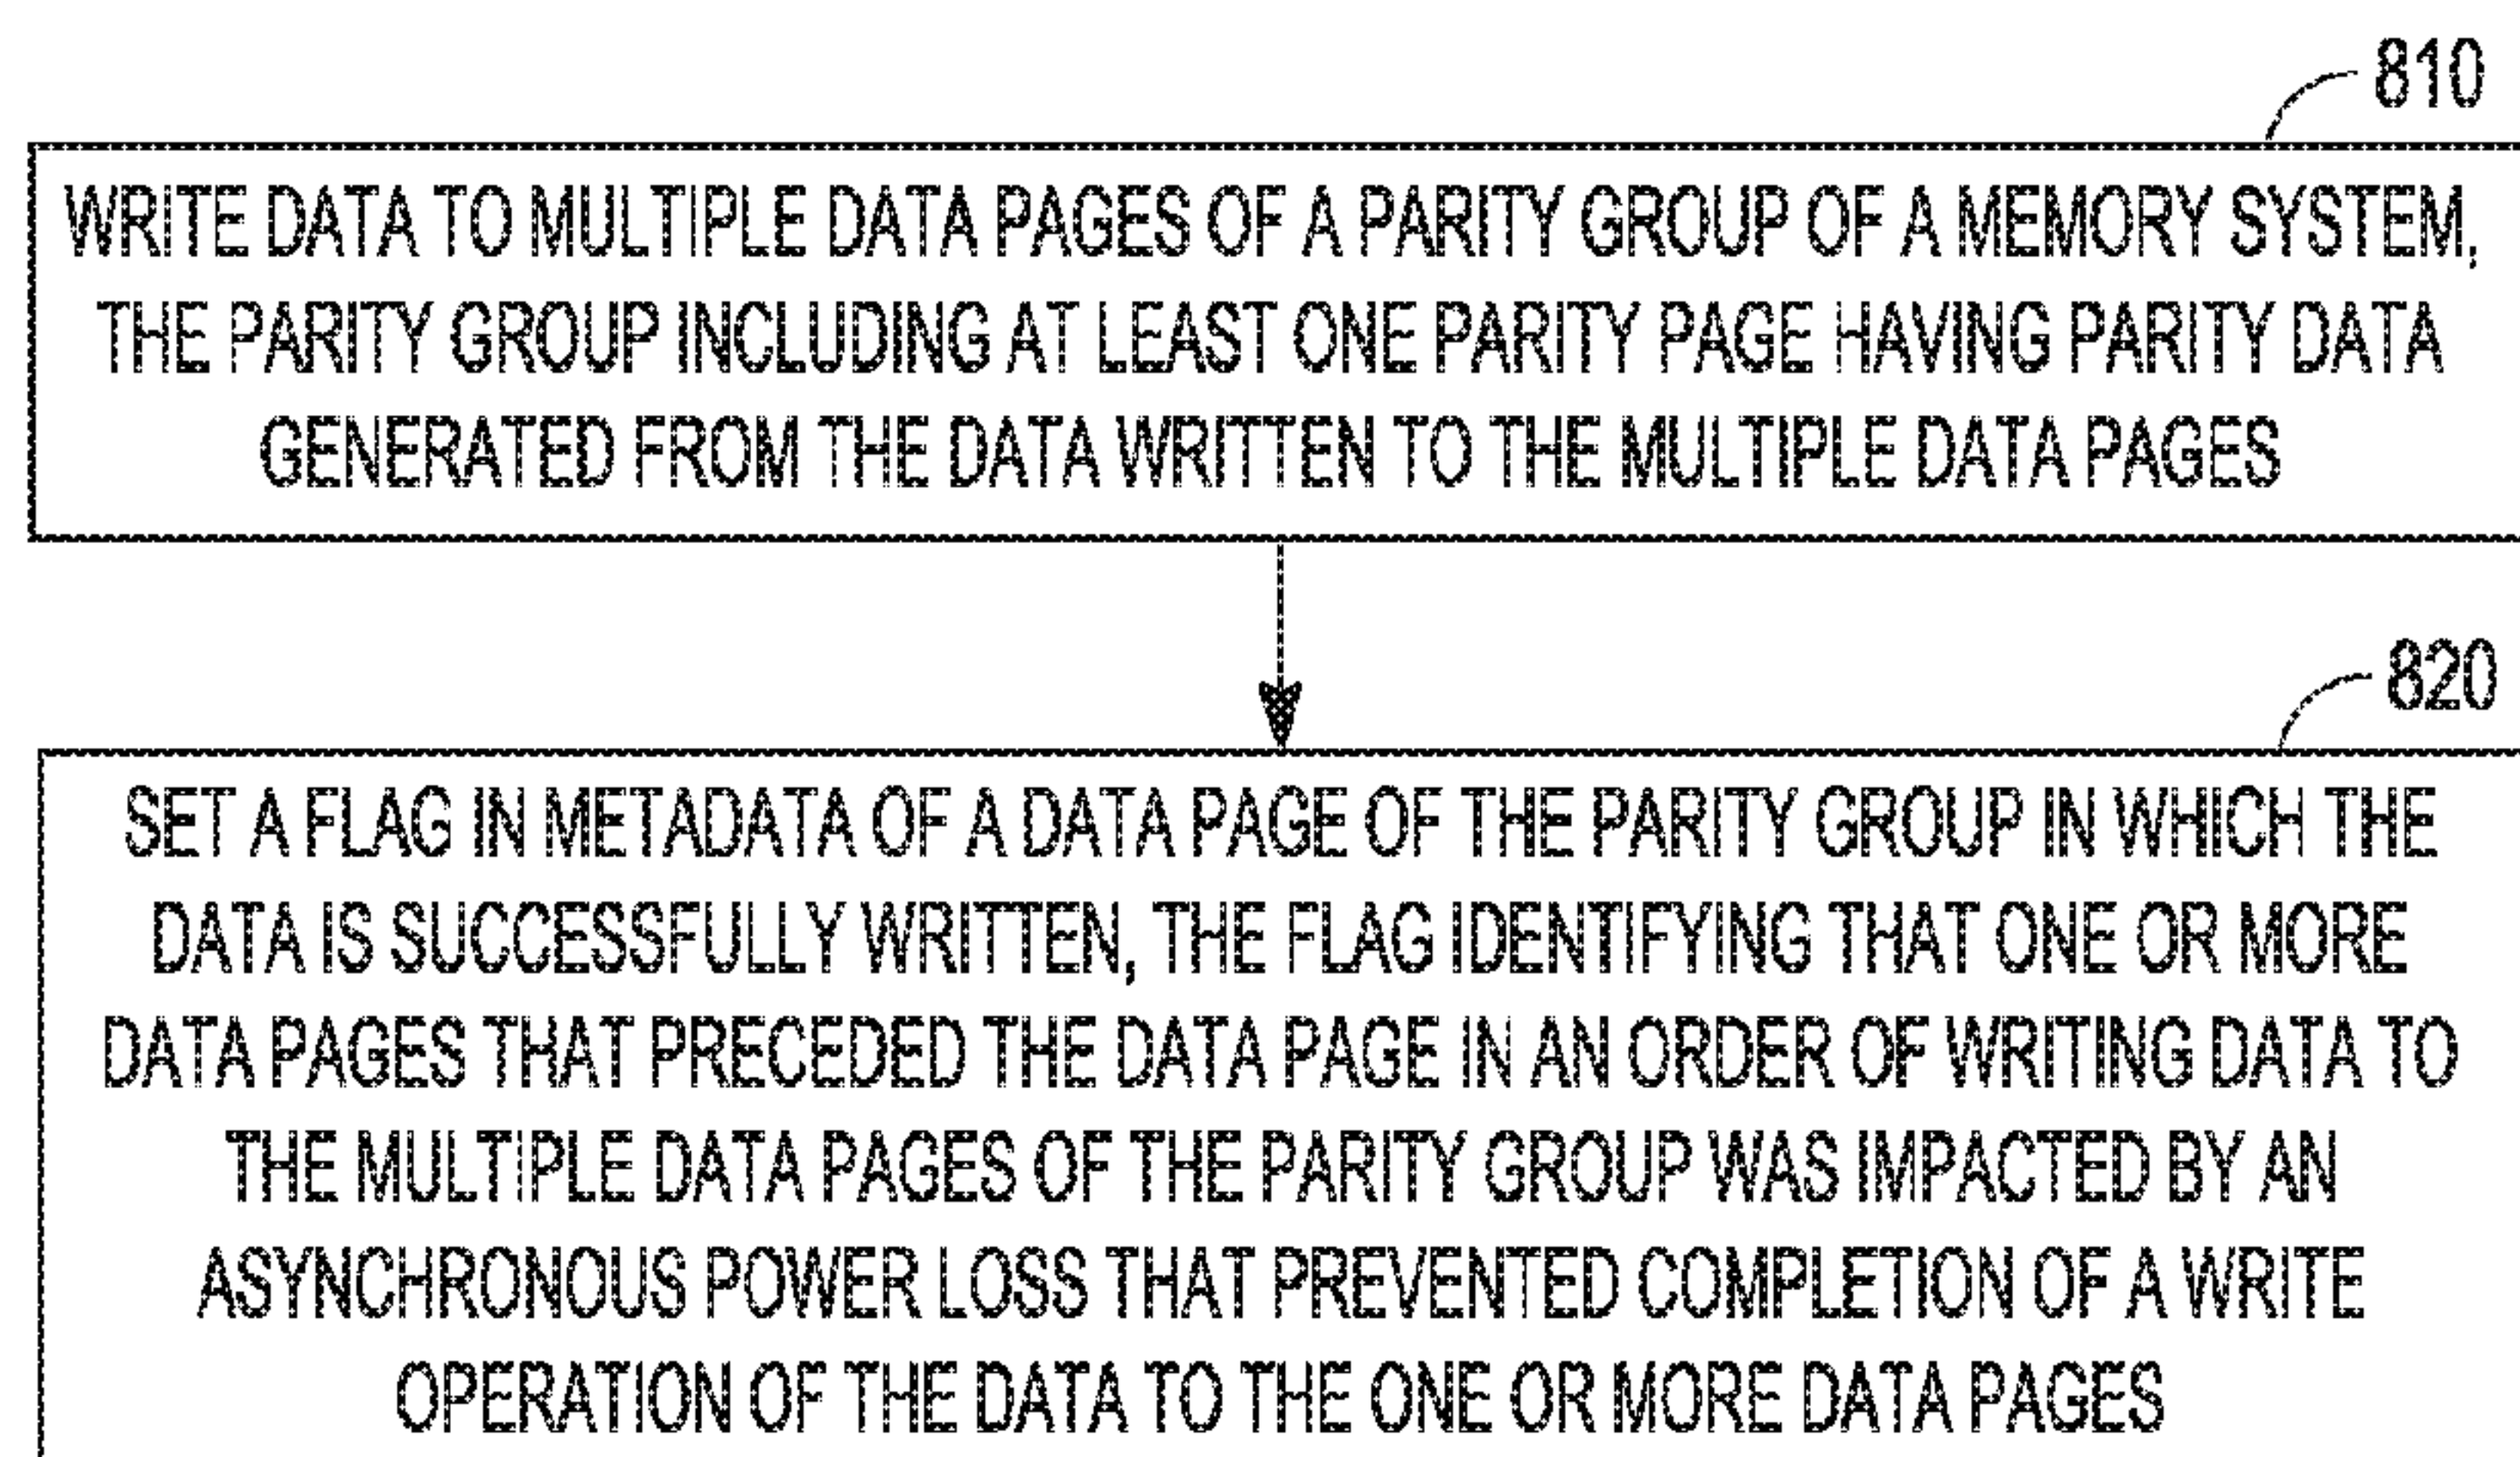 810
WRITE DATA TO MULTIPLE DATA PAGES OF A PARITY GROUP OF A MEMORY SYSTEM,
THE PARITY GROUP INCLUDING AT LEAST ONE PARITY PAGE HAVING PARITY DATA
GENERATED FROM THE DATA WRITTEN TO THE MULTIPLE DATA PAGES
820
SET A FLAG IN METADATA OF A DATA PAGE OF THE PARITY GROUP IN WHICH THE
DATA IS SUCCESSFULLY WRITTEN, THE FLAG IDENTIFYING THAT ONE OR MORE
DATA PAGES THAT PRECEDED THE DATA PAGE IN AN ORDER OF WRITING DATA TO
THE MULTIPLE DATA PAGES OF THE PARITY GROUP WAS IMPACTED BY AN
ASYNCHRONOUS POWER LOSS THAT PREVENTED COMPLETION OF A WRITE
OPERATION OF THE DATA TO THE ONE OR MORE DATA PAGES